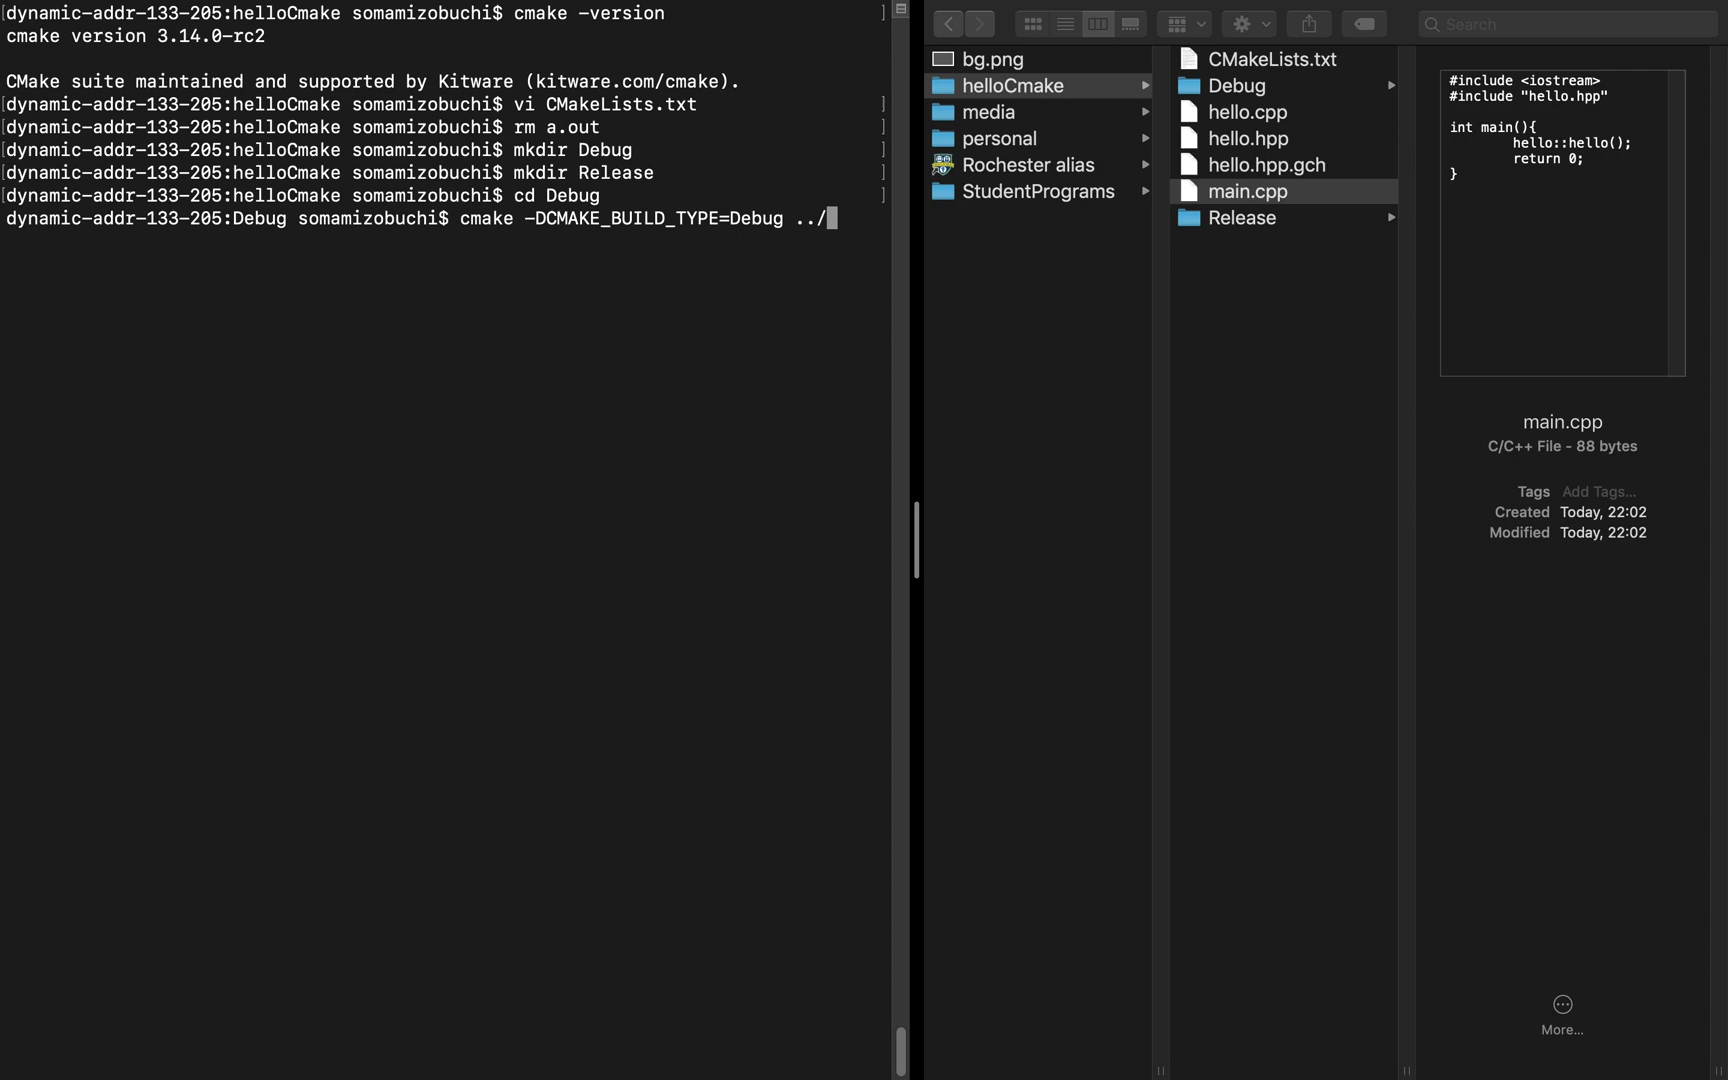 [dynamic-addr-133-205:helloCmake somamizobuchi$ cmake -version ]
cmake version 3.14.0-rc2
CMake suite maintained and supported by Kitware (kitware.com/cmake).
[dynamic-addr-133-205:helloCmake somamizobuchi$ vi CMakeLists.txt ]
[dynamic-addr-133-205:helloCmake somamizobuchi$ rm a.out ]
[dynamic-addr-133-205:helloCmake somamizobuchi$ mkdir Debug ]
[dynamic-addr-133-205:helloCmake somamizobuchi$ mkdir Release ]
[dynamic-addr-133-205:helloCmake somamizobuchi$ cd Debug ]
dynamic-addr-133-205:Debug somamizobuchi$ cmake -DCMAKE_BUILD_TYPE=Debug ../
Search
bg.png
helloCmake
media
personal
Rochester alias
StudentPrograms
CMakeLists.txt
Debug
hello.cpp
hello.hpp
hello.hpp.gch
main.cpp
Release
#include <iostream>
#include "hello.hpp"
int main(){
hello::hello();
return 0;
}
main.cpp
C/C++ File - 88 bytes
Tags Add Tags...
Created Today, 22:02
Modified Today, 22:02
More...